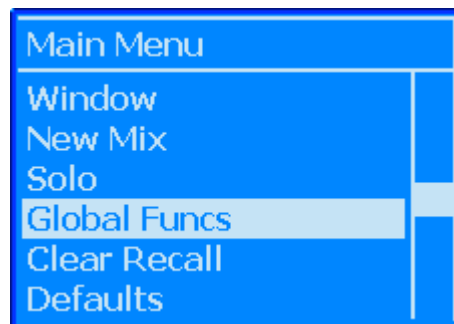 Main Menu
Window
New Mix
Solo
Global Funcs
Clear Recall
Defaults